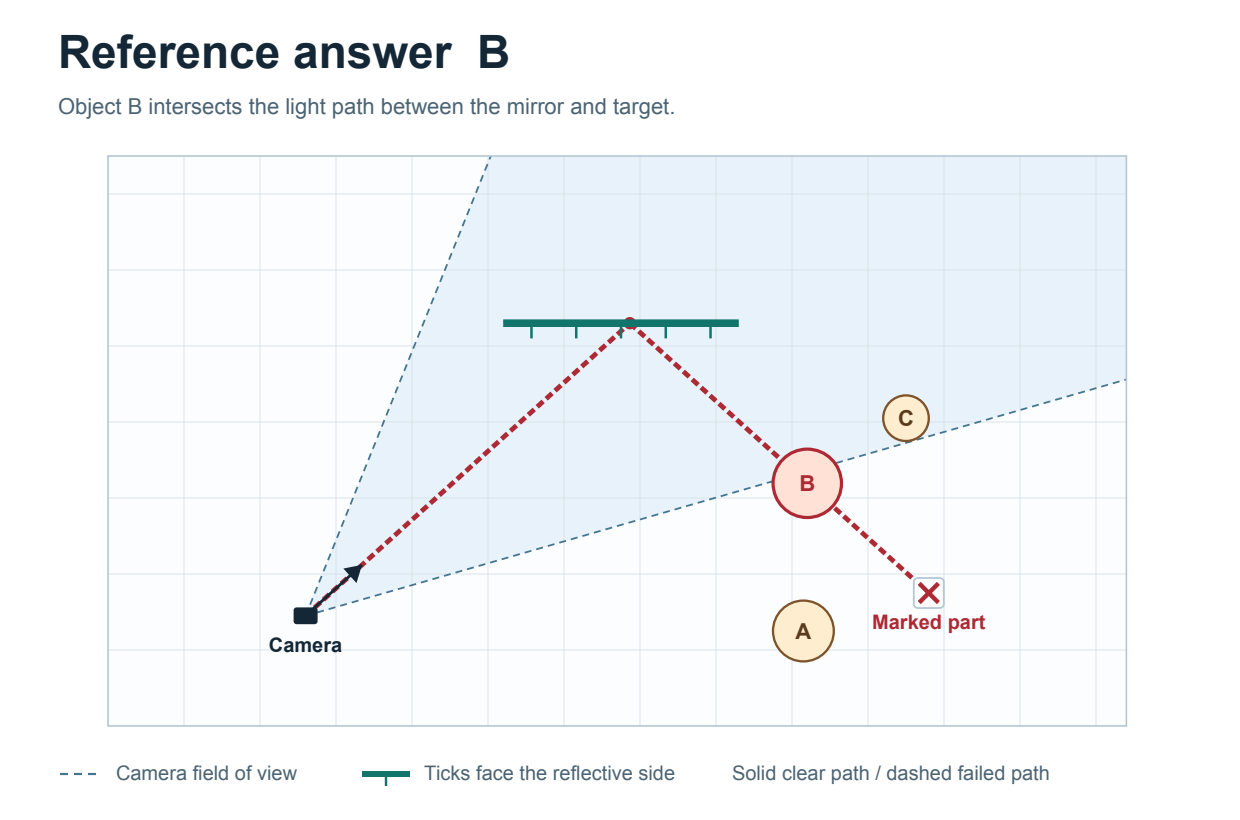 Reference answer  B
Object B intersects the light path between the mirror and target.
C
B
A
Marked part
Camera
Camera field of view
Ticks face the reflective side
Solid clear path / dashed failed path